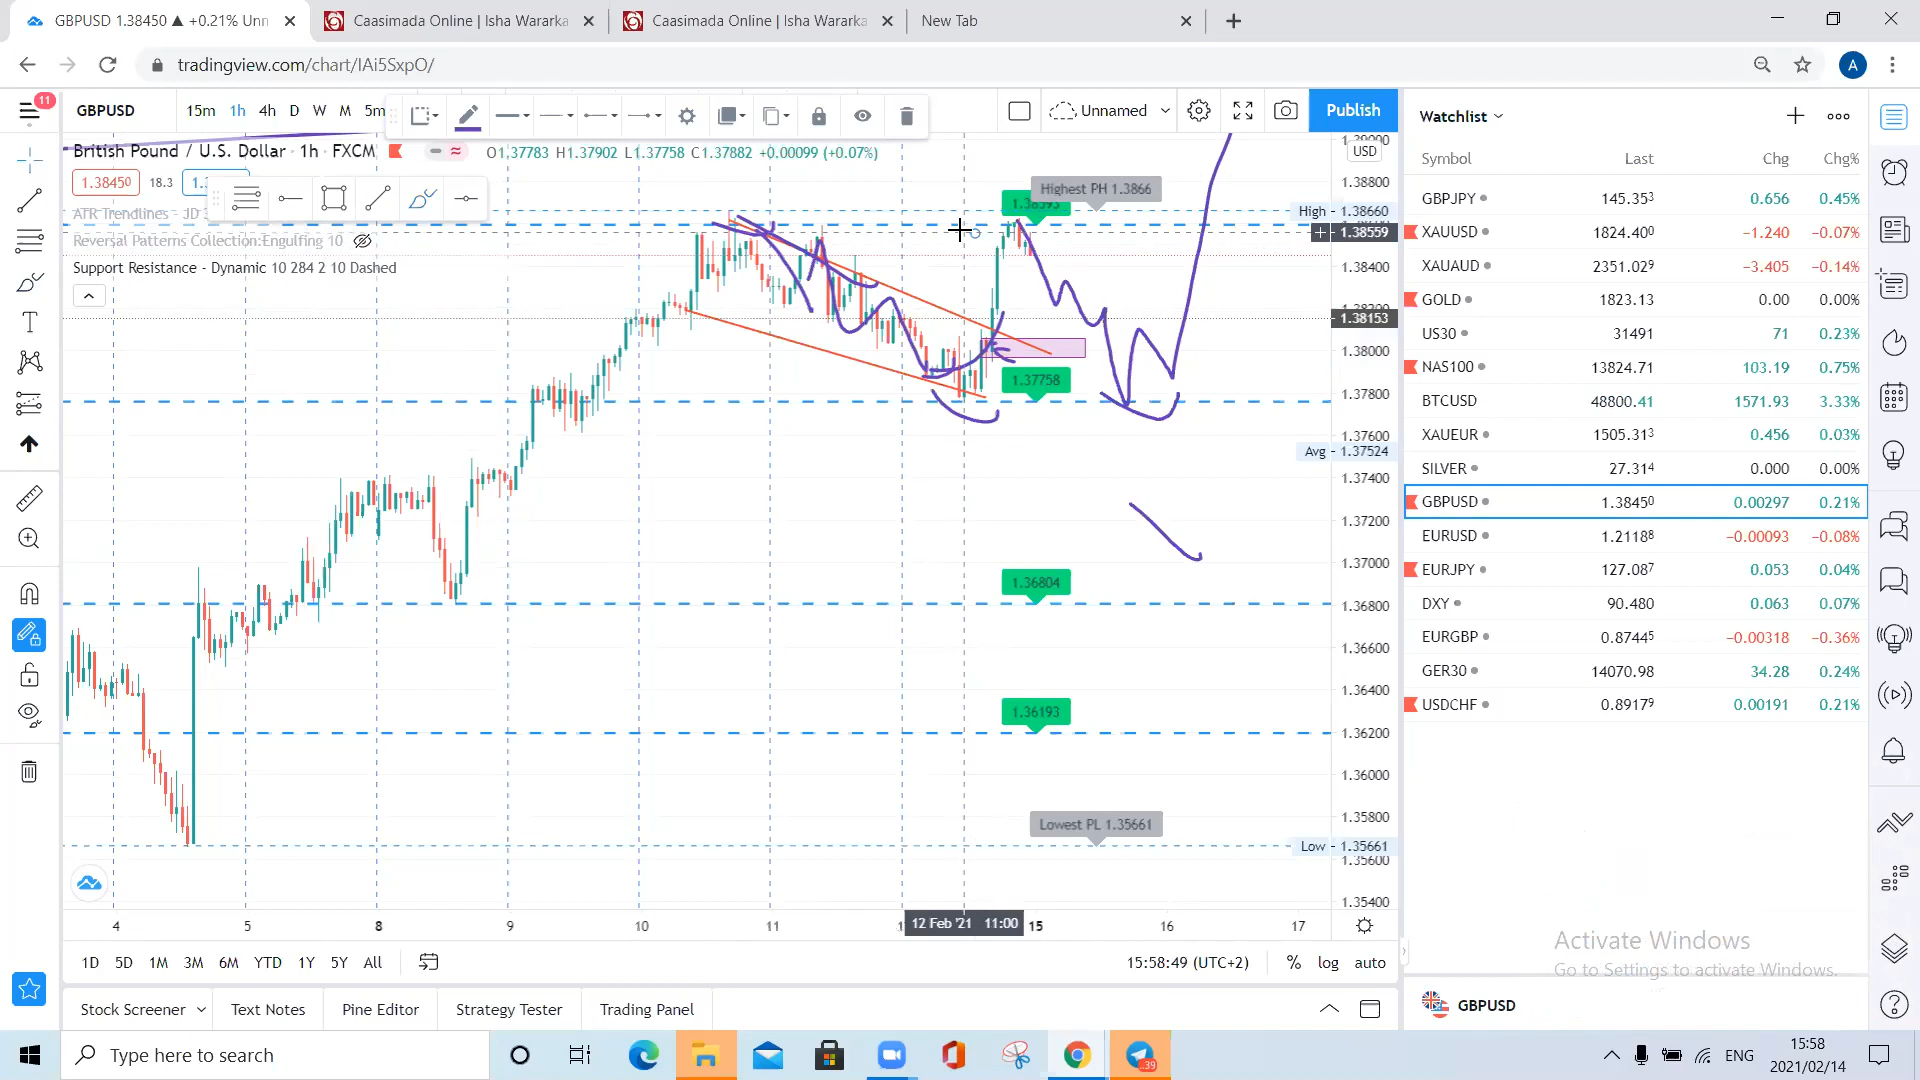 GBPUSD 1.38450 ▲ +0.21% Unn
Caasimada Online | Isha Wararka
Caasimada Online | Isha Wararka
New Tab
tradingview.com/chart/IAi5SxpO/
A
11
GBPUSD
15m 1h 4h D W M 5m
Unnamed
Publish
British Pound / U.S. Dollar · 1h · FXCM
O1.37783 H1.37902 L1.37758 C1.37882 +0.00099 (+0.07%)
1.38450
18.3
ATR Trendlines - JD
Reversal Patterns Collection:Engulfing 10
Support Resistance - Dynamic 10 284 2 10 Dashed
Highest PH 1.3866
1.38593
1.37758
1.36804
1.36193
Lowest PL 1.35661
1.39000
USD
1.38800
High - 1.38660
1.38559
1.38400
1.38153
1.38000
1.37800
1.37600
Avg - 1.37524
1.37400
1.37200
1.37000
1.36800
1.36600
1.36400
1.36200
1.36000
1.35800
Low - 1.35661
1.35600
1.35400
4 5 8 9 10 11
12 Feb '21 11:00
15 16 17
1D 5D 1M 3M 6M YTD 1Y 5Y All
15:58:49 (UTC+2)
% log auto
Stock Screener
Text Notes
Pine Editor
Strategy Tester
Trading Panel
Watchlist
Symbol Last Chg Chg%
GBPJPY 145.353 0.656 0.45%
XAUUSD 1824.400 −1.240 −0.07%
XAUAUD 2351.029 −3.405 −0.14%
GOLD 1823.13 0.00 0.00%
US30 31491 71 0.23%
NAS100 13824.71 103.19 0.75%
BTCUSD 48800.41 1571.93 3.33%
XAUEUR 1505.313 0.456 0.03%
SILVER 27.314 0.000 0.00%
GBPUSD 1.38450 0.00297 0.21%
EURUSD 1.21188 −0.00093 −0.08%
EURJPY 127.087 0.053 0.04%
DXY 90.480 0.063 0.07%
EURGBP 0.87445 −0.00318 −0.36%
GER30 14070.98 34.28 0.24%
USDCHF 0.89179 0.00191 0.21%
Activate Windows
Go to Settings to activate Windows.
GBPUSD
Type here to search
39
ENG
15:58
2021/02/14